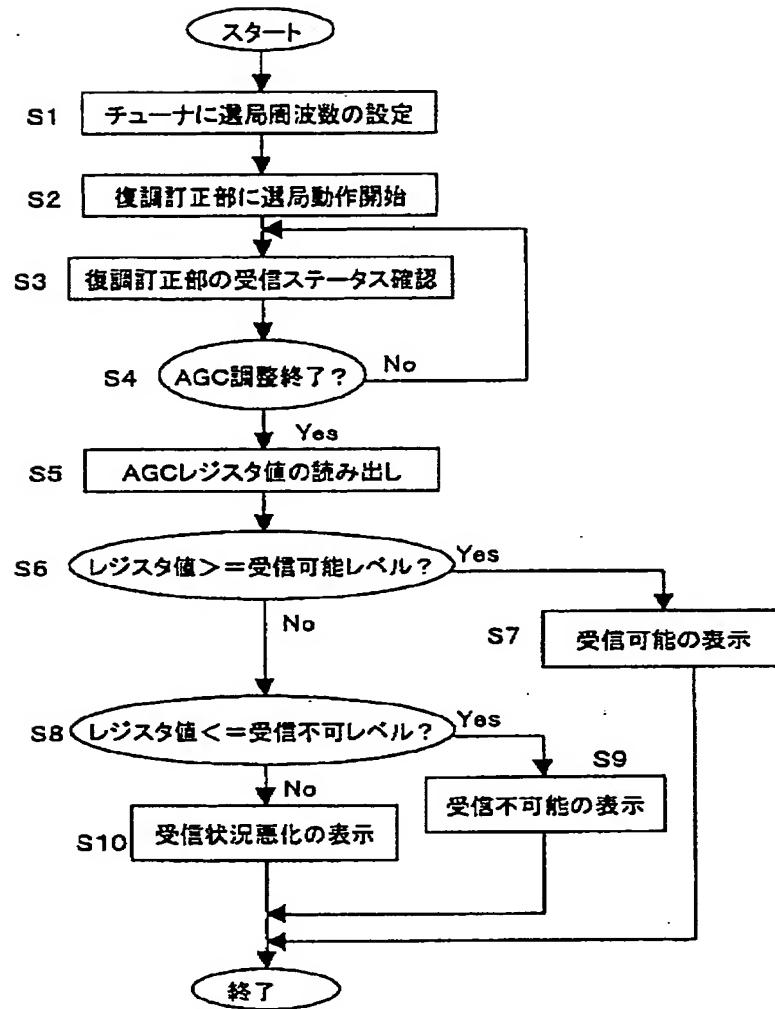 スタート
S1 チューナに選局周波数の設定
S2 復調訂正部に選局動作開始
S3 復調訂正部の受信ステータス確認
S4 AGC調整終了?
No
Yes
S5 AGCレジスタ値の読み出し
S6 レジスタ値>=受信可能レベル?
Yes
No
S7 受信可能の表示
S8 レジスタ値<=受信不可レベル?
Yes
No
S9
受信不可能の表示
S10 受信状況悪化の表示
終了